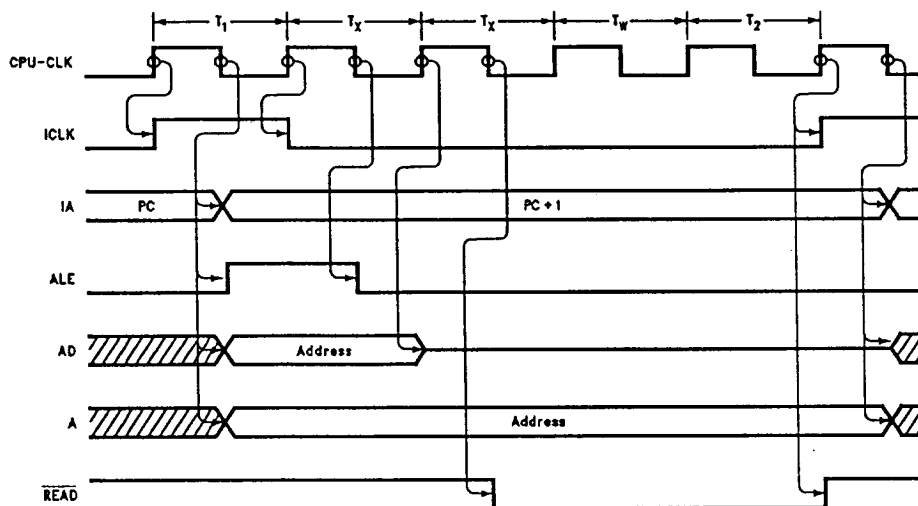 T1 TX TX TW T2
CPU-CLK
ICLK
IA PC PC+1
ALE
AD Address
A Address
READ